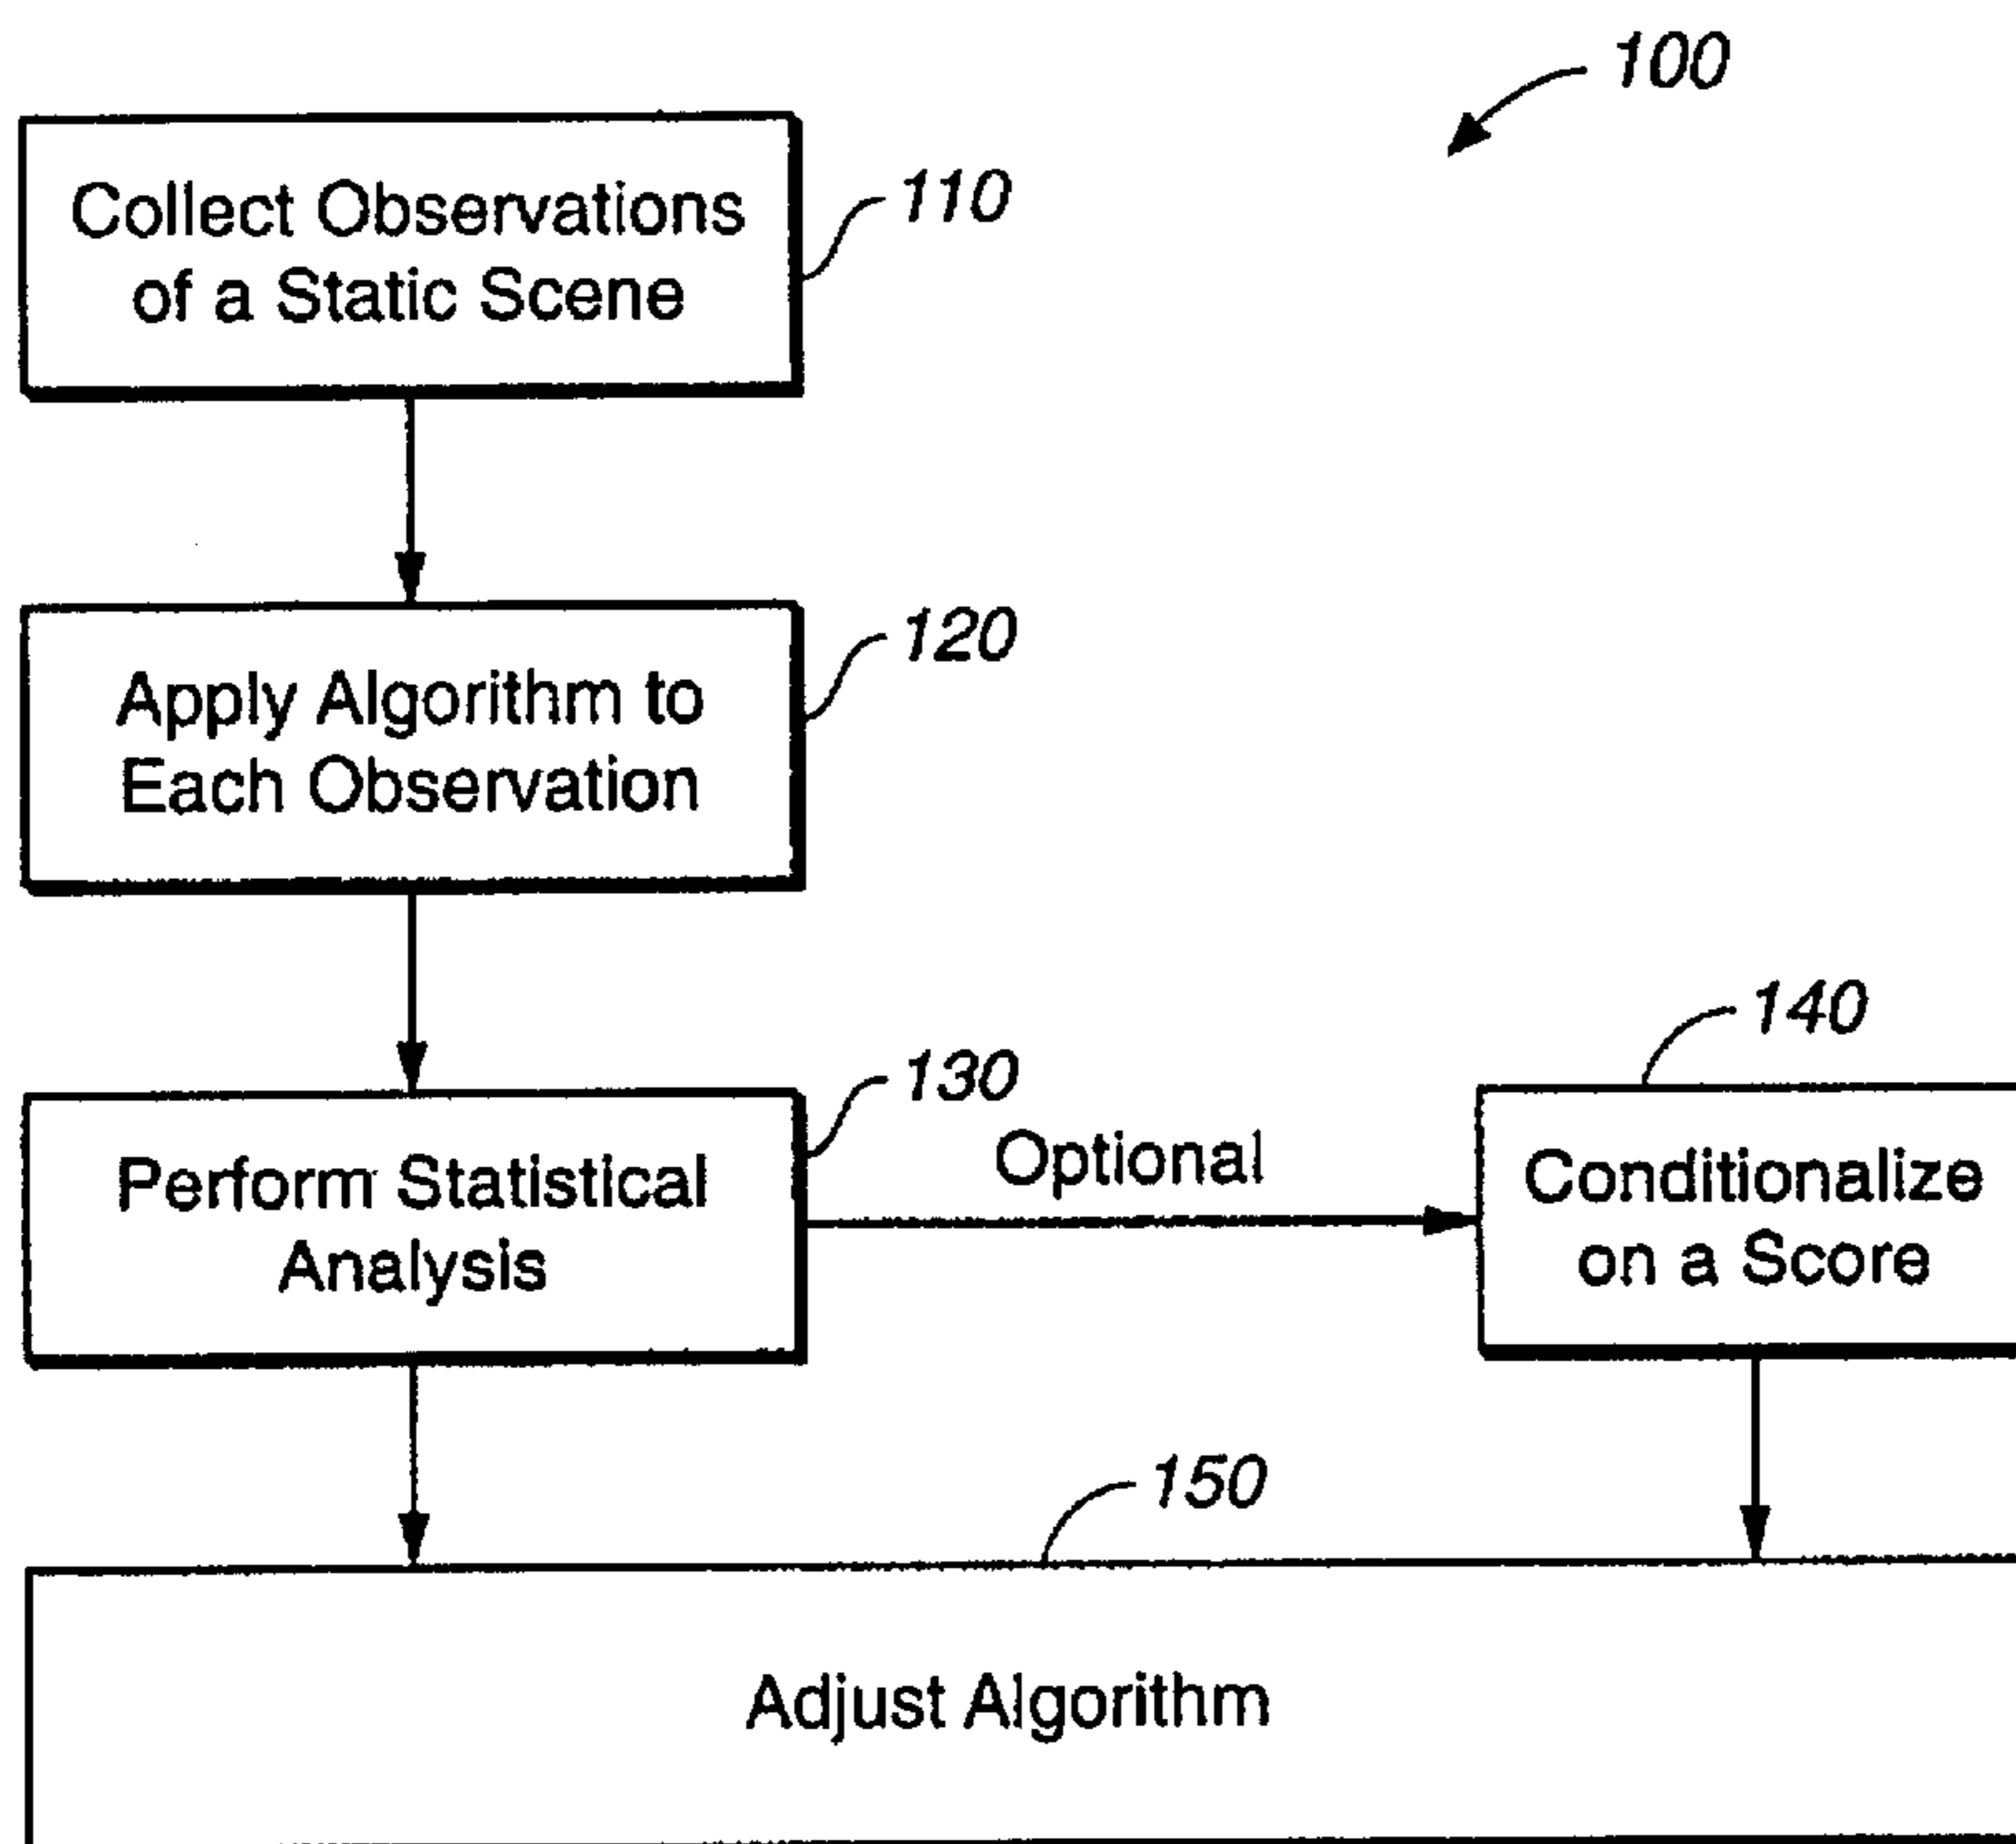 100
Collect Observations
of a Static Scene
110
Apply Algorithm to
Each Observation
120
Perform Statistical
Analysis
130
Optional
140
Conditionalize
on a Score
150
Adjust Algorithm